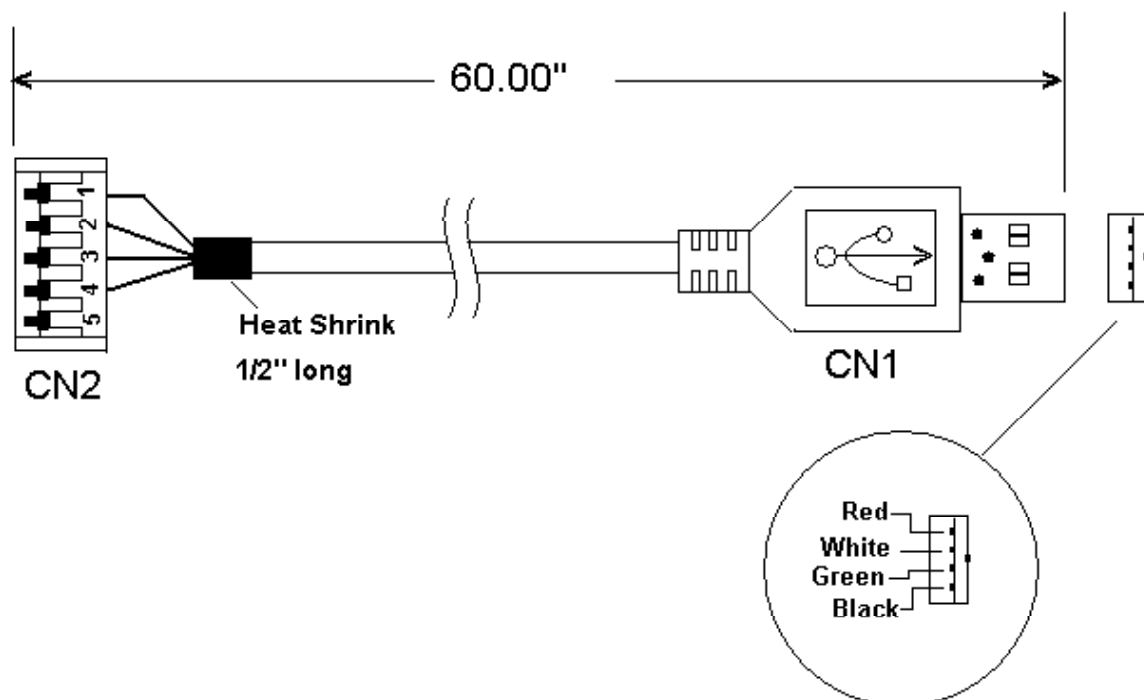 60.00"
1
2
3
4
5
Heat Shrink
1/2" long
CN2
CN1
Red
White
Green
Black